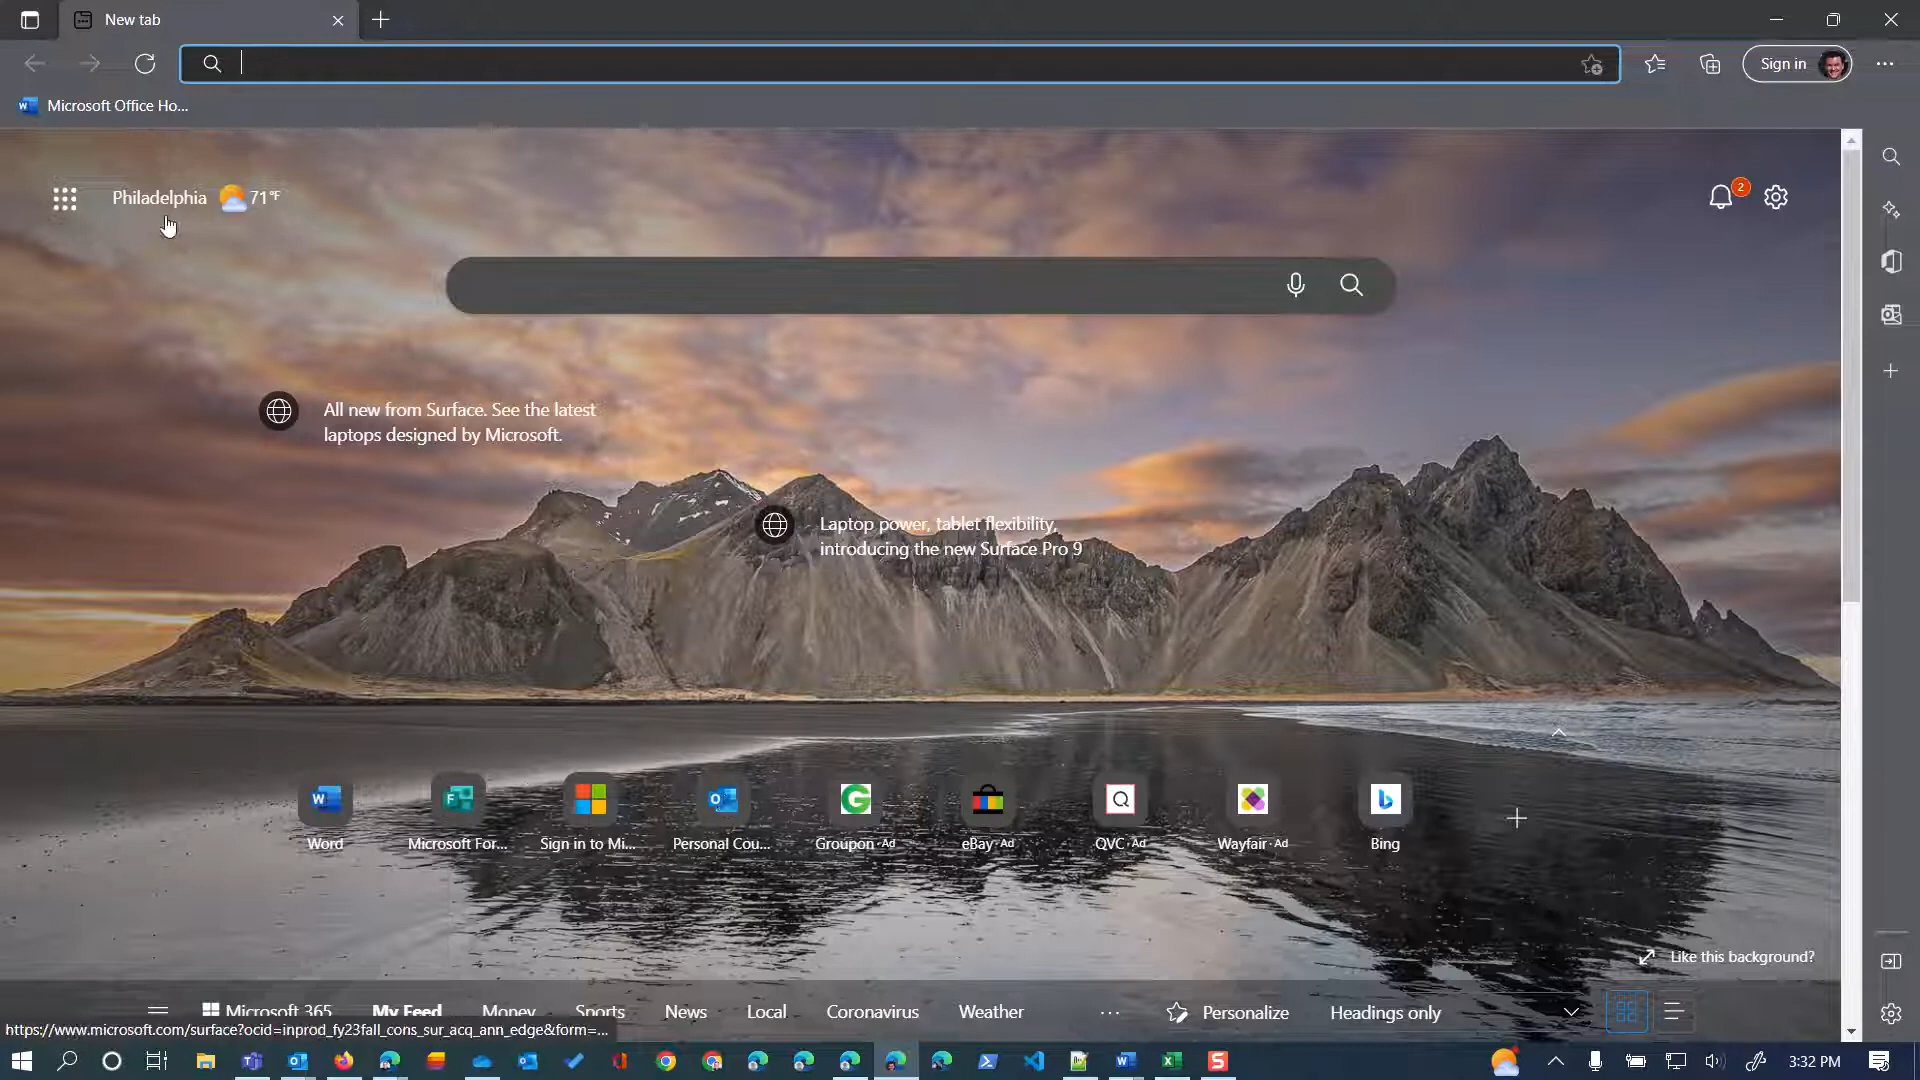 New tab
Sign in
Microsoft Office Ho...
Philadelphia 71°F
2
All new from Surface. See the latest
laptops designed by Microsoft.
Laptop power, tablet flexibility,
introducing the new Surface Pro 9
Word
Microsoft For...
Sign in to Mi...
Personal Cou...
Groupon · Ad
eBay · Ad
QVC · Ad
Wayfair · Ad
Bing
Like this background?
Microsoft 365 My Feed Money Sports News Local Coronavirus Weather ... Personalize Headings only
https://www.microsoft.com/surface?ocid=inprod_fy23fall_cons_sur_acq_ann_edge&form=...
3:32 PM